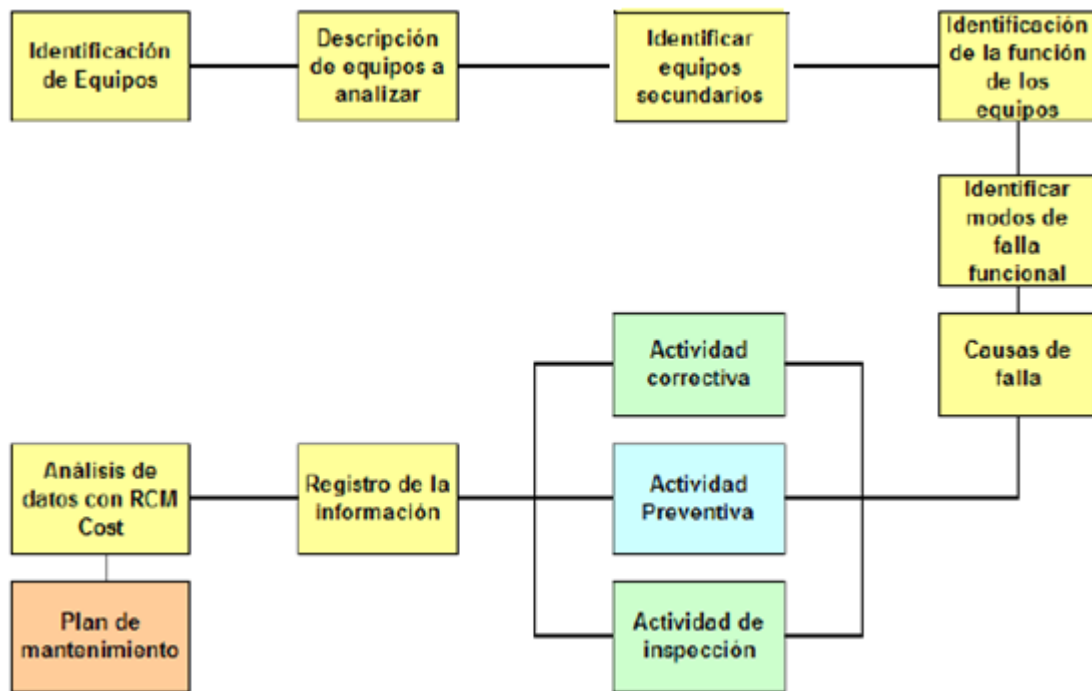 Identificación
de Equipos
Descripción
de equipos a
analizar
Identificar
equipos
secundarios
Identificación
de la función
de los
equipos
Identificar
modos de
falla
funcional
Causas de
falla
Actividad
correctiva
Actividad
Preventiva
Actividad de
inspección
Registro de la
información
Análisis de
datos con RCM
Cost
Plan de
mantenimiento